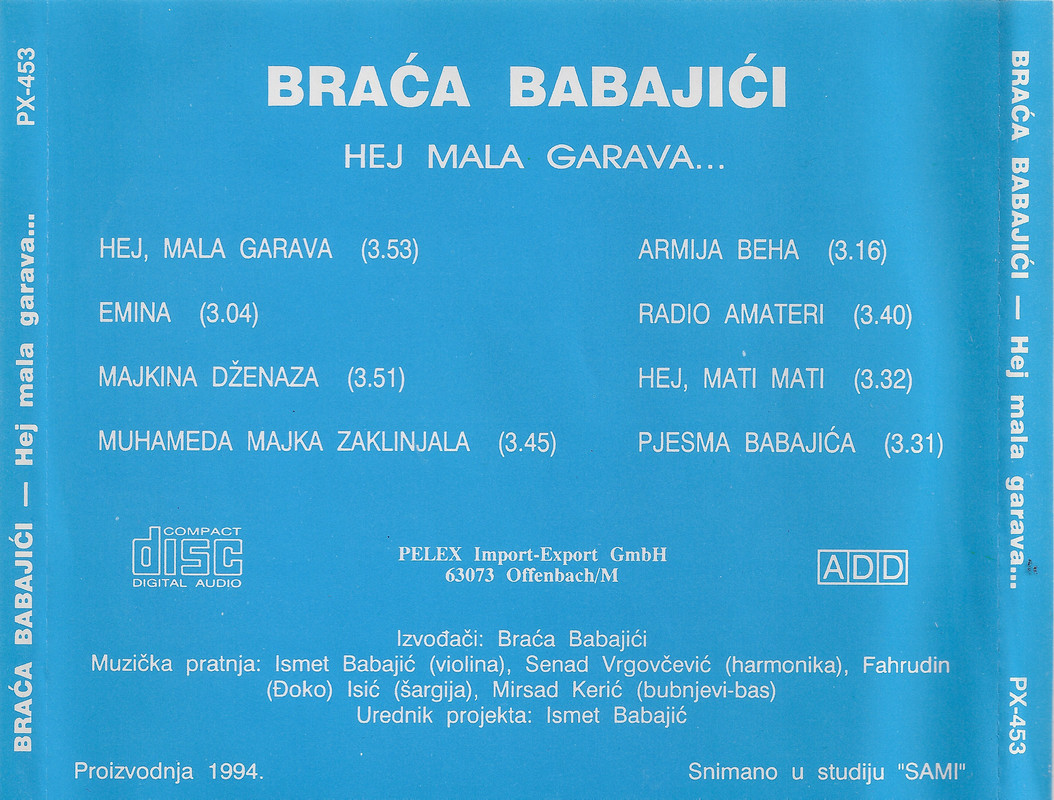 BRAĆA BABAJIĆI
HEJ MALA GARAVA...
HEJ, MALA GARAVA (3.53)
EMINA (3.04)
MAJKINA DŽENAZA (3.51)
MUHAMEDA MAJKA ZAKLINJALA (3.45)
ARMIJA BEHA (3.16)
RADIO AMATERI (3.40)
HEJ, MATI MATI (3.32)
PJESMA BABAJIĆA (3.31)
COMPACT
disc
DIGITAL AUDIO
PELEX Import-Export GmbH
63073 Offenbach/M
ADD
Izvođači: Braća Babajići
Muzička pratnja: Ismet Babajić (violina), Senad Vrgovčević (harmonika), Fahrudin
(Đoko) Isić (šargija), Mirsad Kerić (bubnjevi-bas)
Urednik projekta: Ismet Babajić
Proizvodnja 1994.
Snimano u studiju "SAMI"
BRAĆA BABAJIĆI — Hej mala garava... PX-453
BRAĆA BABAJIĆI — Hej mala garava... PX-453